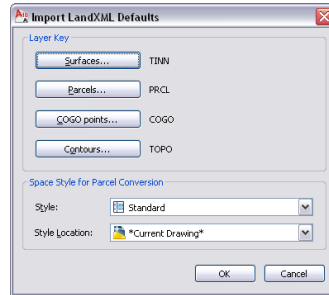 Import LandXML Defaults
Layer Key
Surfaces... TINN
Parcels... PRCL
COGO points... COGO
Contours... TOPO
Space Style for Parcel Conversion
Style: Standard
Style Location: *Current Drawing*
OK Cancel